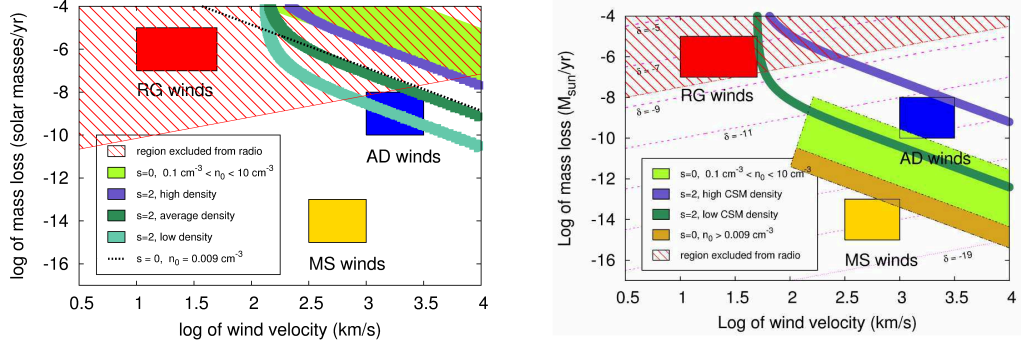 log of mass loss (solar masses/yr)
-4
-6
-8
-10
-12
-14
-16
RG winds
AD winds
MS winds
region excluded from radio
s=0, 0.1 cm⁻³ < n₀ < 10 cm⁻³
s=2, high density
s=2, average density
s=2, low density
s = 0, n₀ = 0.009 cm⁻³
0.5 1 1.5 2 2.5 3 3.5 4
log of wind velocity (km/s)
Log of mass loss (M_sun/yr)
-4
-6
-8
-10
-12
-14
-16
δ = -5
δ = -7
δ = -9
δ = -11
δ = -19
RG winds
AD winds
MS winds
s=0, 0.1 cm⁻³ < n₀ < 10 cm⁻³
s=2, high CSM density
s=2, low CSM density
s=0, n₀ > 0.009 cm⁻³
region excluded from radio
0.5 1 1.5 2 2.5 3 3.5 4
Log of wind velocity (km/s)